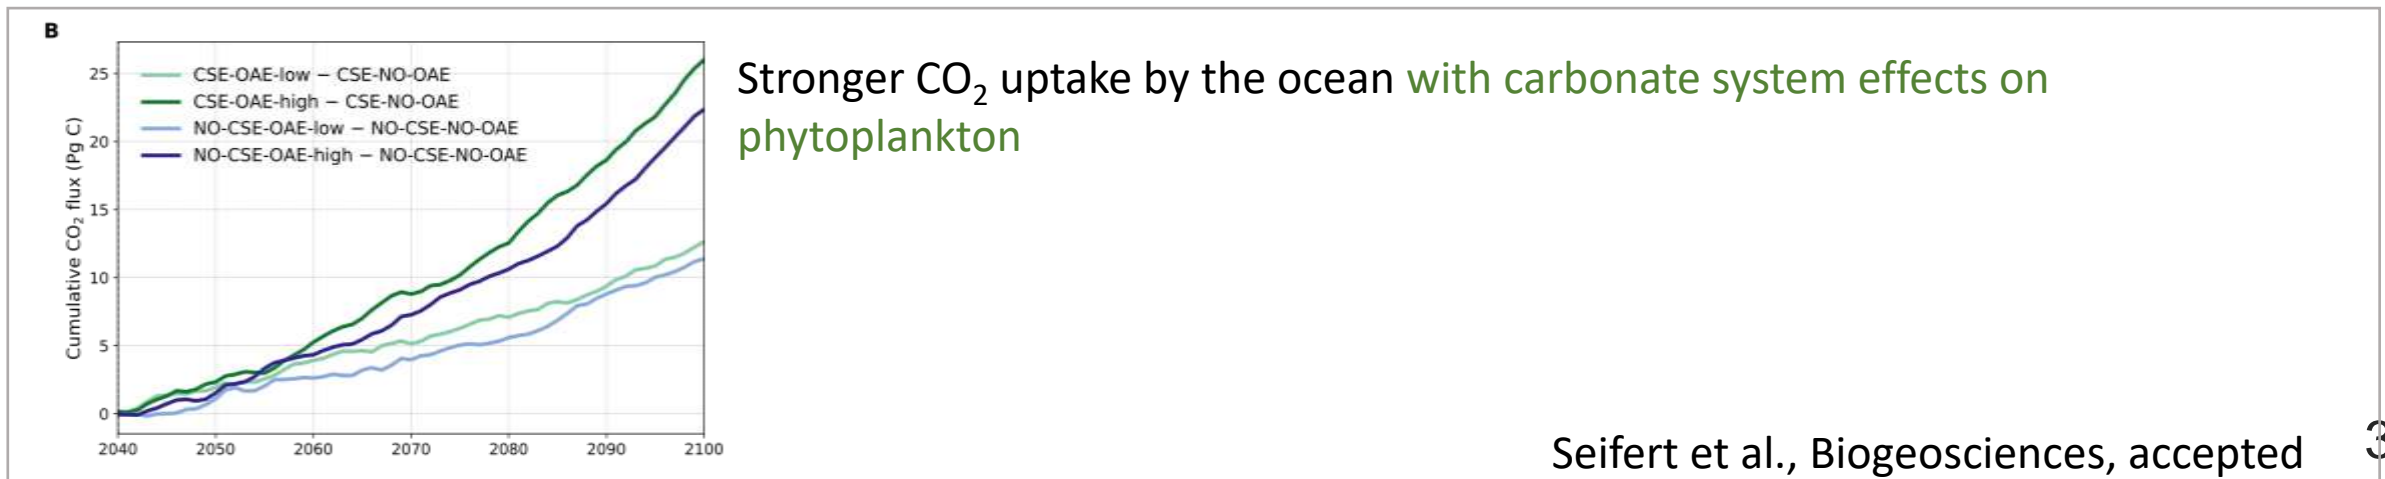 B
CSE-OAE-low − CSE-NO-OAE
CSE-OAE-high − CSE-NO-OAE
NO-CSE-OAE-low − NO-CSE-NO-OAE
NO-CSE-OAE-high − NO-CSE-NO-OAE
Cumulative CO₂ flux (Pg C)
25
20
15
10
5
0
2040 2050 2060 2070 2080 2090 2100
Stronger CO₂ uptake by the ocean with carbonate system effects on
phytoplankton
Seifert et al., Biogeosciences, accepted